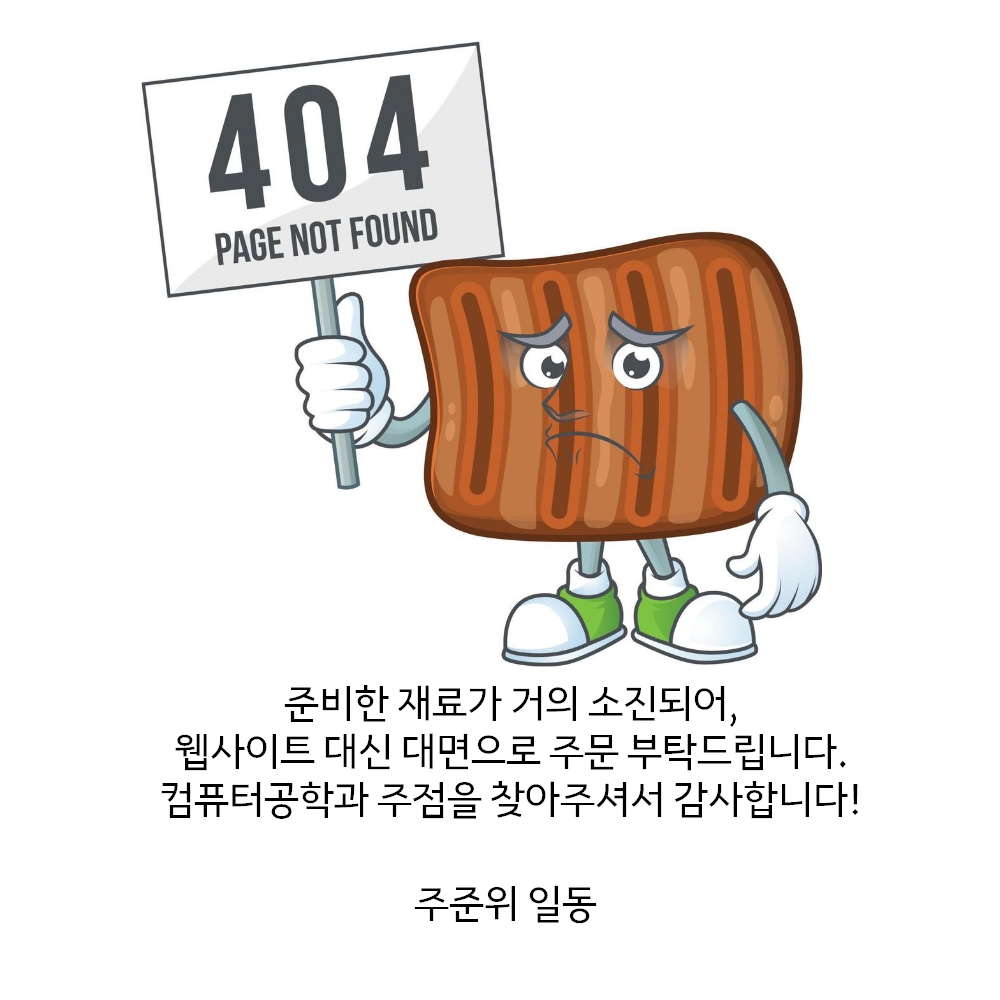 404
PAGE NOT FOUND
준비한 재료가 거의 소진되어,
웹사이트 대신 대면으로 주문 부탁드립니다.
컴퓨터공학과 주점을 찾아주셔서 감사합니다!
주준위 일동